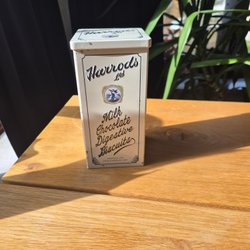 Harrods
Ltd
Milk
Chocolate
Digestive
Biscuits